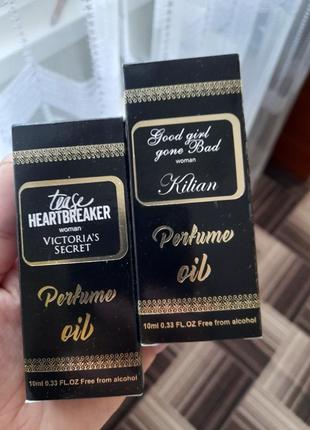 tease
HEARTBREAKER
woman
VICTORIA'S
SECRET
Perfume
oil
10ml 0.33 FL.OZ Free from alcohol
Good girl
gone Bad
woman
Kilian
Perfume
oil
10ml 0.33 FL.OZ Free from alcohol